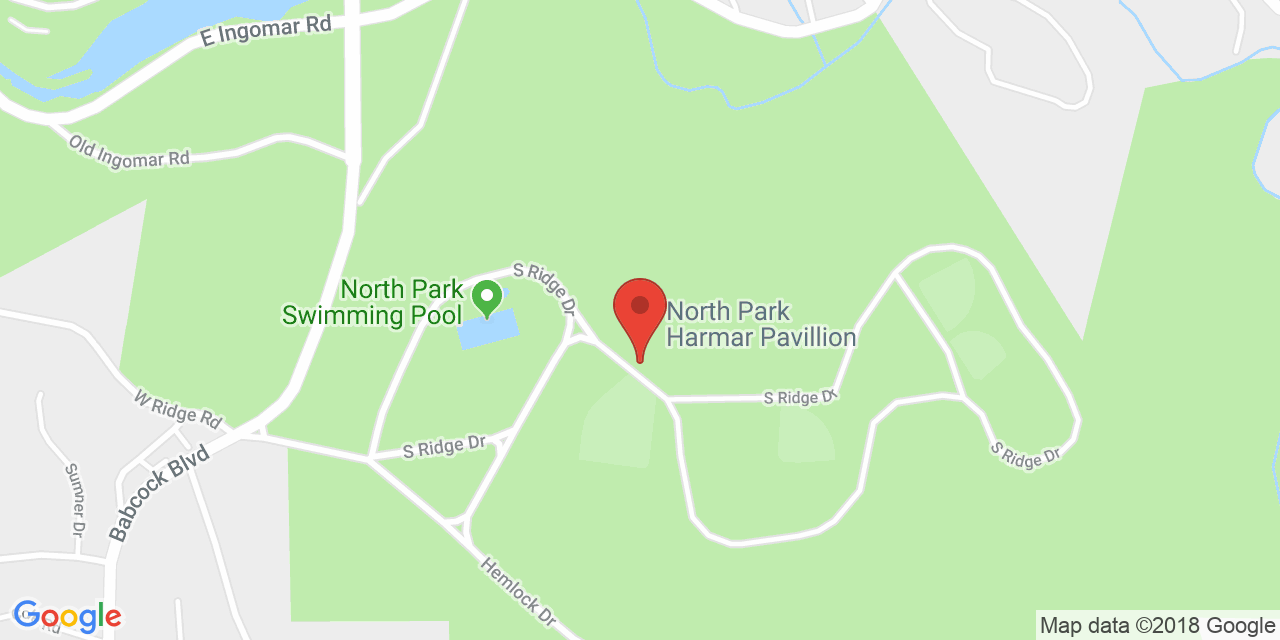 E Ingomar Rd
Old Ingomar Rd
S Ridge Dr
North Park
Swimming Pool
North Park
Harmar Pavillion
W Ridge Rd
S Ridge Dr
S Ridge Dr
S Ridge Dr
Babcock Blvd
Sumner Dr
Hemlock Dr
Rd
Google
Map data ©2018 Google